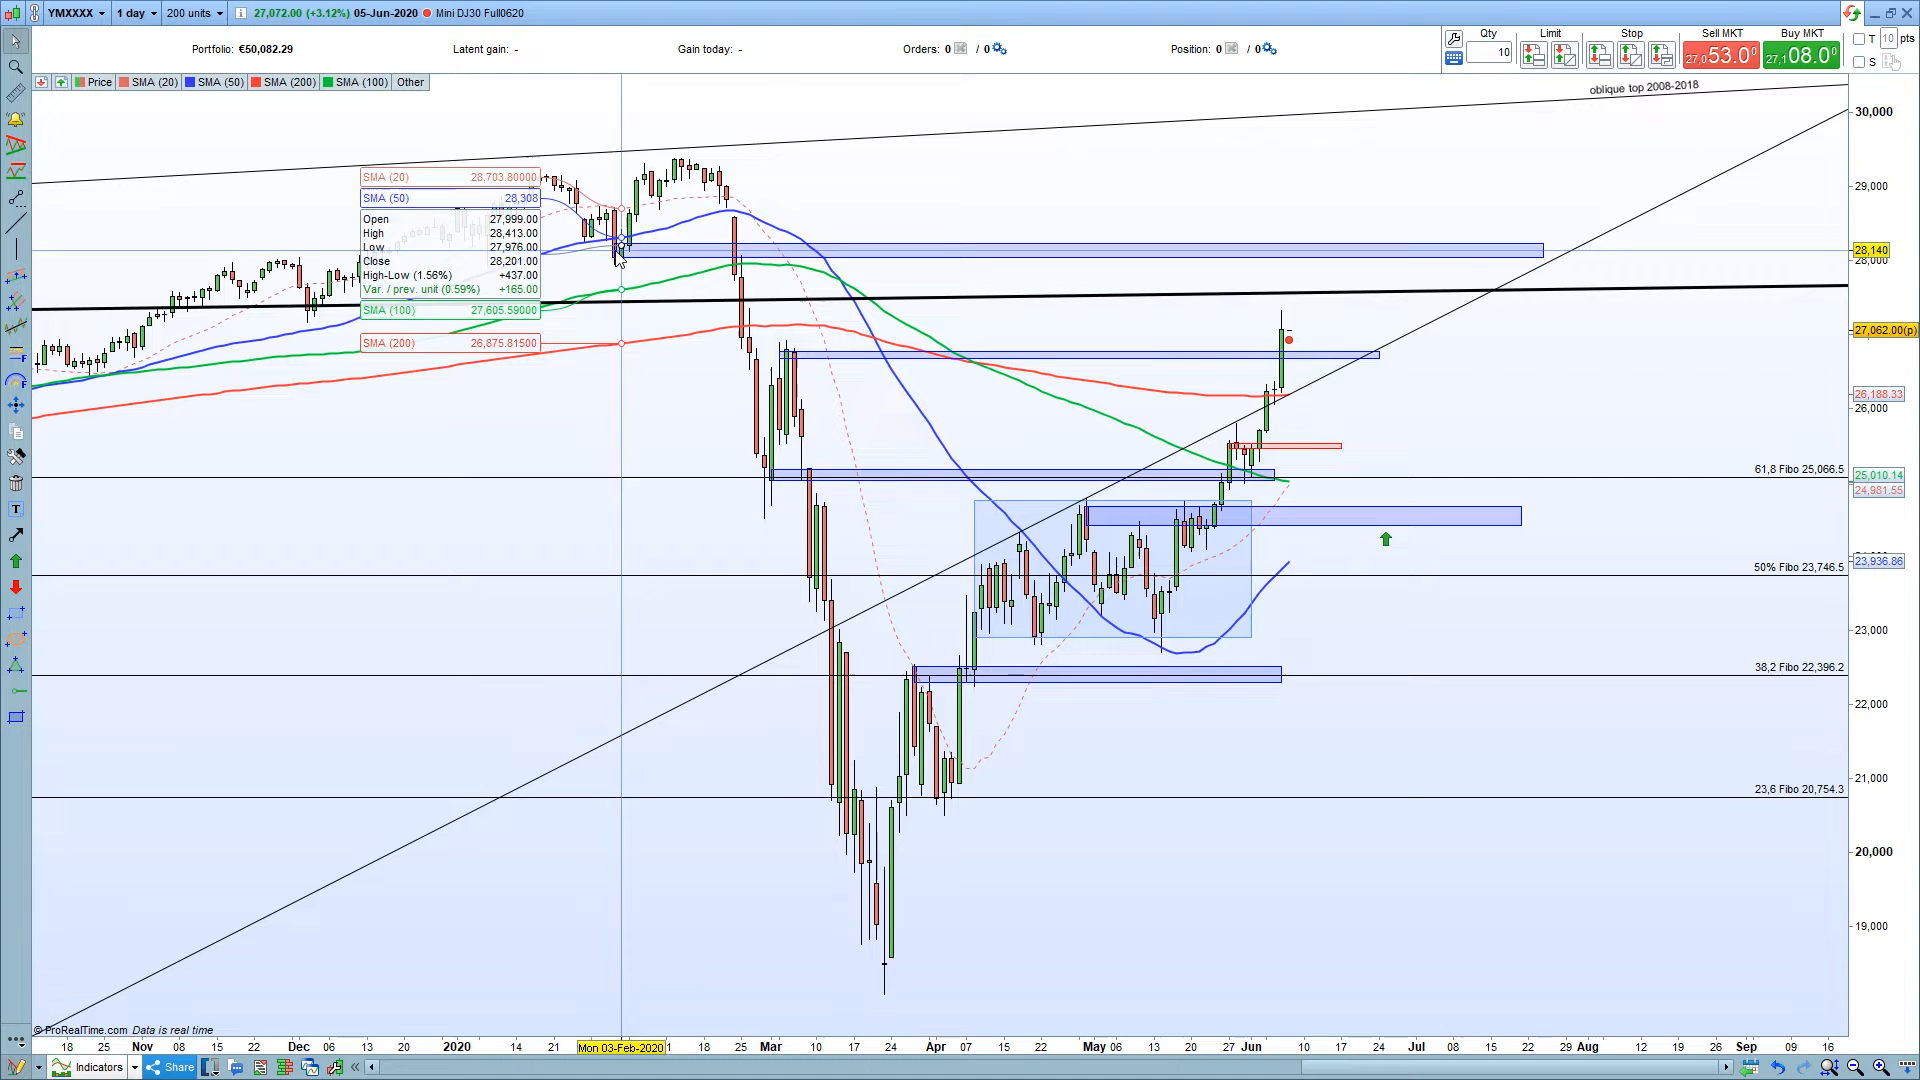 YMXXXX 1 day 200 units 27,072.00 (+3.12%) 05-Jun-2020 Mini DJ30 Full0620
Portfolio: €50,082.29 Latent gain: - Gain today: - Orders: 0 / 0 Position: 0 / 0
Qty Limit Stop Sell MKT Buy MKT T 10 pts
10 27,053.0⁰ 27,108.0⁰ S
Price SMA (20) SMA (50) SMA (200) SMA (100) Other
oblique top 2008-2018
30,000
SMA (20) 28,703.80000
29,000
SMA (50) 28,308
Open 27,999.00
High 28,413.00
Low 27,976.00
28,140
Close 28,201.00
28,000
High-Low (1.56%) +437.00
Var. / prev. unit (0.59%) +165.00
SMA (100) 27,605.59000
27,062.00(p)
SMA (200) 26,875.81500
26,188.33
26,000
61,8 Fibo 25,066.5
25,010.14
24,981.55
23,936.86
50% Fibo 23,746.5
23,000
38,2 Fibo 22,396.2
22,000
21,000
23,6 Fibo 20,754.3
20,000
19,000
© ProRealTime.com Data is real time
18 25 Nov 08 15 22 Dec 06 13 20 2020 14 21 Mon 03-Feb-2020 18 25 Mar 10 17 24 Apr 07 15 22 May 06 13 20 27 Jun 10 17 24 Jul 08 15 22 29 Aug 12 19 26 Sep 09 16
Indicators Share